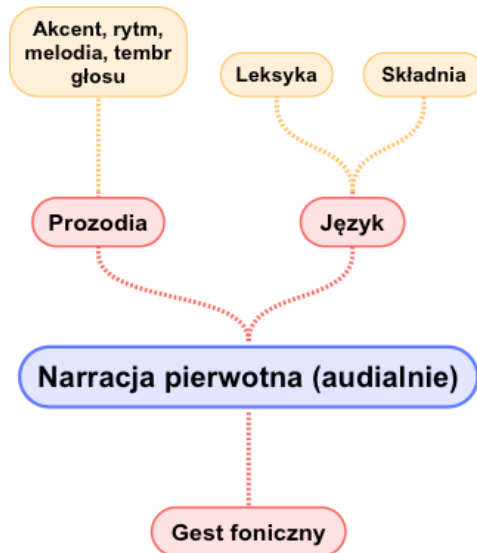 Akcent, rytm,
melodia, tembr
głosu
Leksyka
Składnia
Prozodia
Język
Narracja pierwotna (audialnie)
Gest foniczny